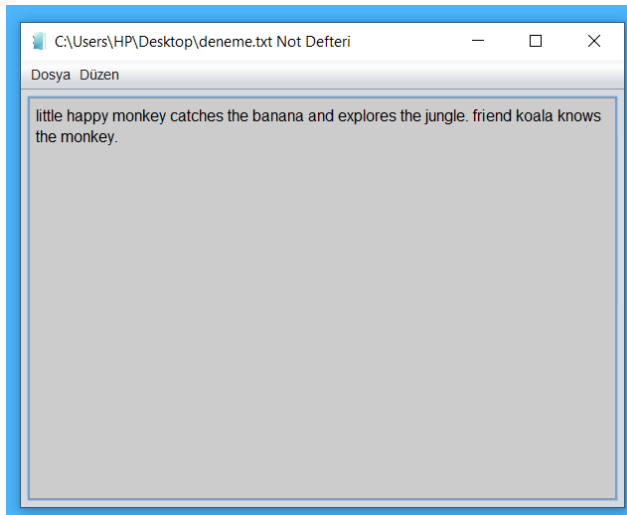 C:\Users\HP\Desktop\deneme.txt Not Defteri
Dosya Düzen
little happy monkey catches the banana and explores the jungle. friend koala knows
the monkey.